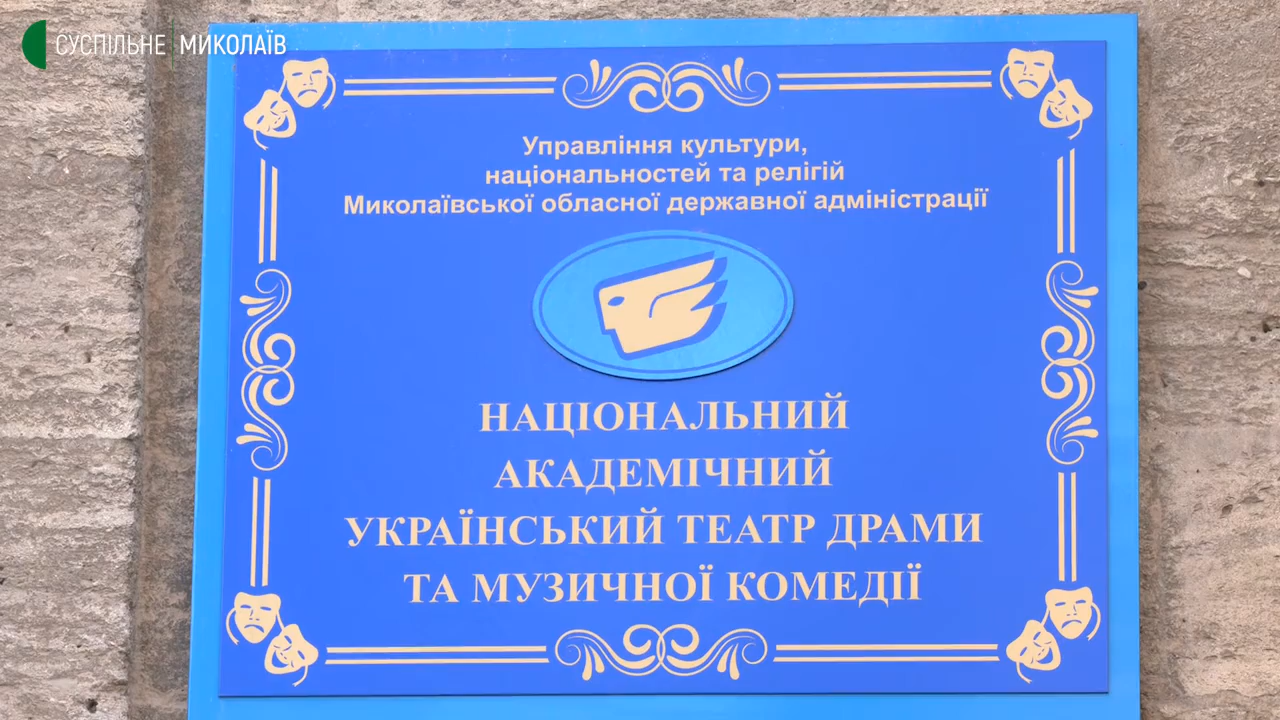 СУСПІЛЬНЕ МИКОЛАЇВ
Управління культури,
національностей та релігій
Миколаївської обласної державної адміністрації
НАЦІОНАЛЬНИЙ
АКАДЕМІЧНИЙ
УКРАЇНСЬКИЙ ТЕАТР ДРАМИ
ТА МУЗИЧНОЇ КОМЕДІЇ